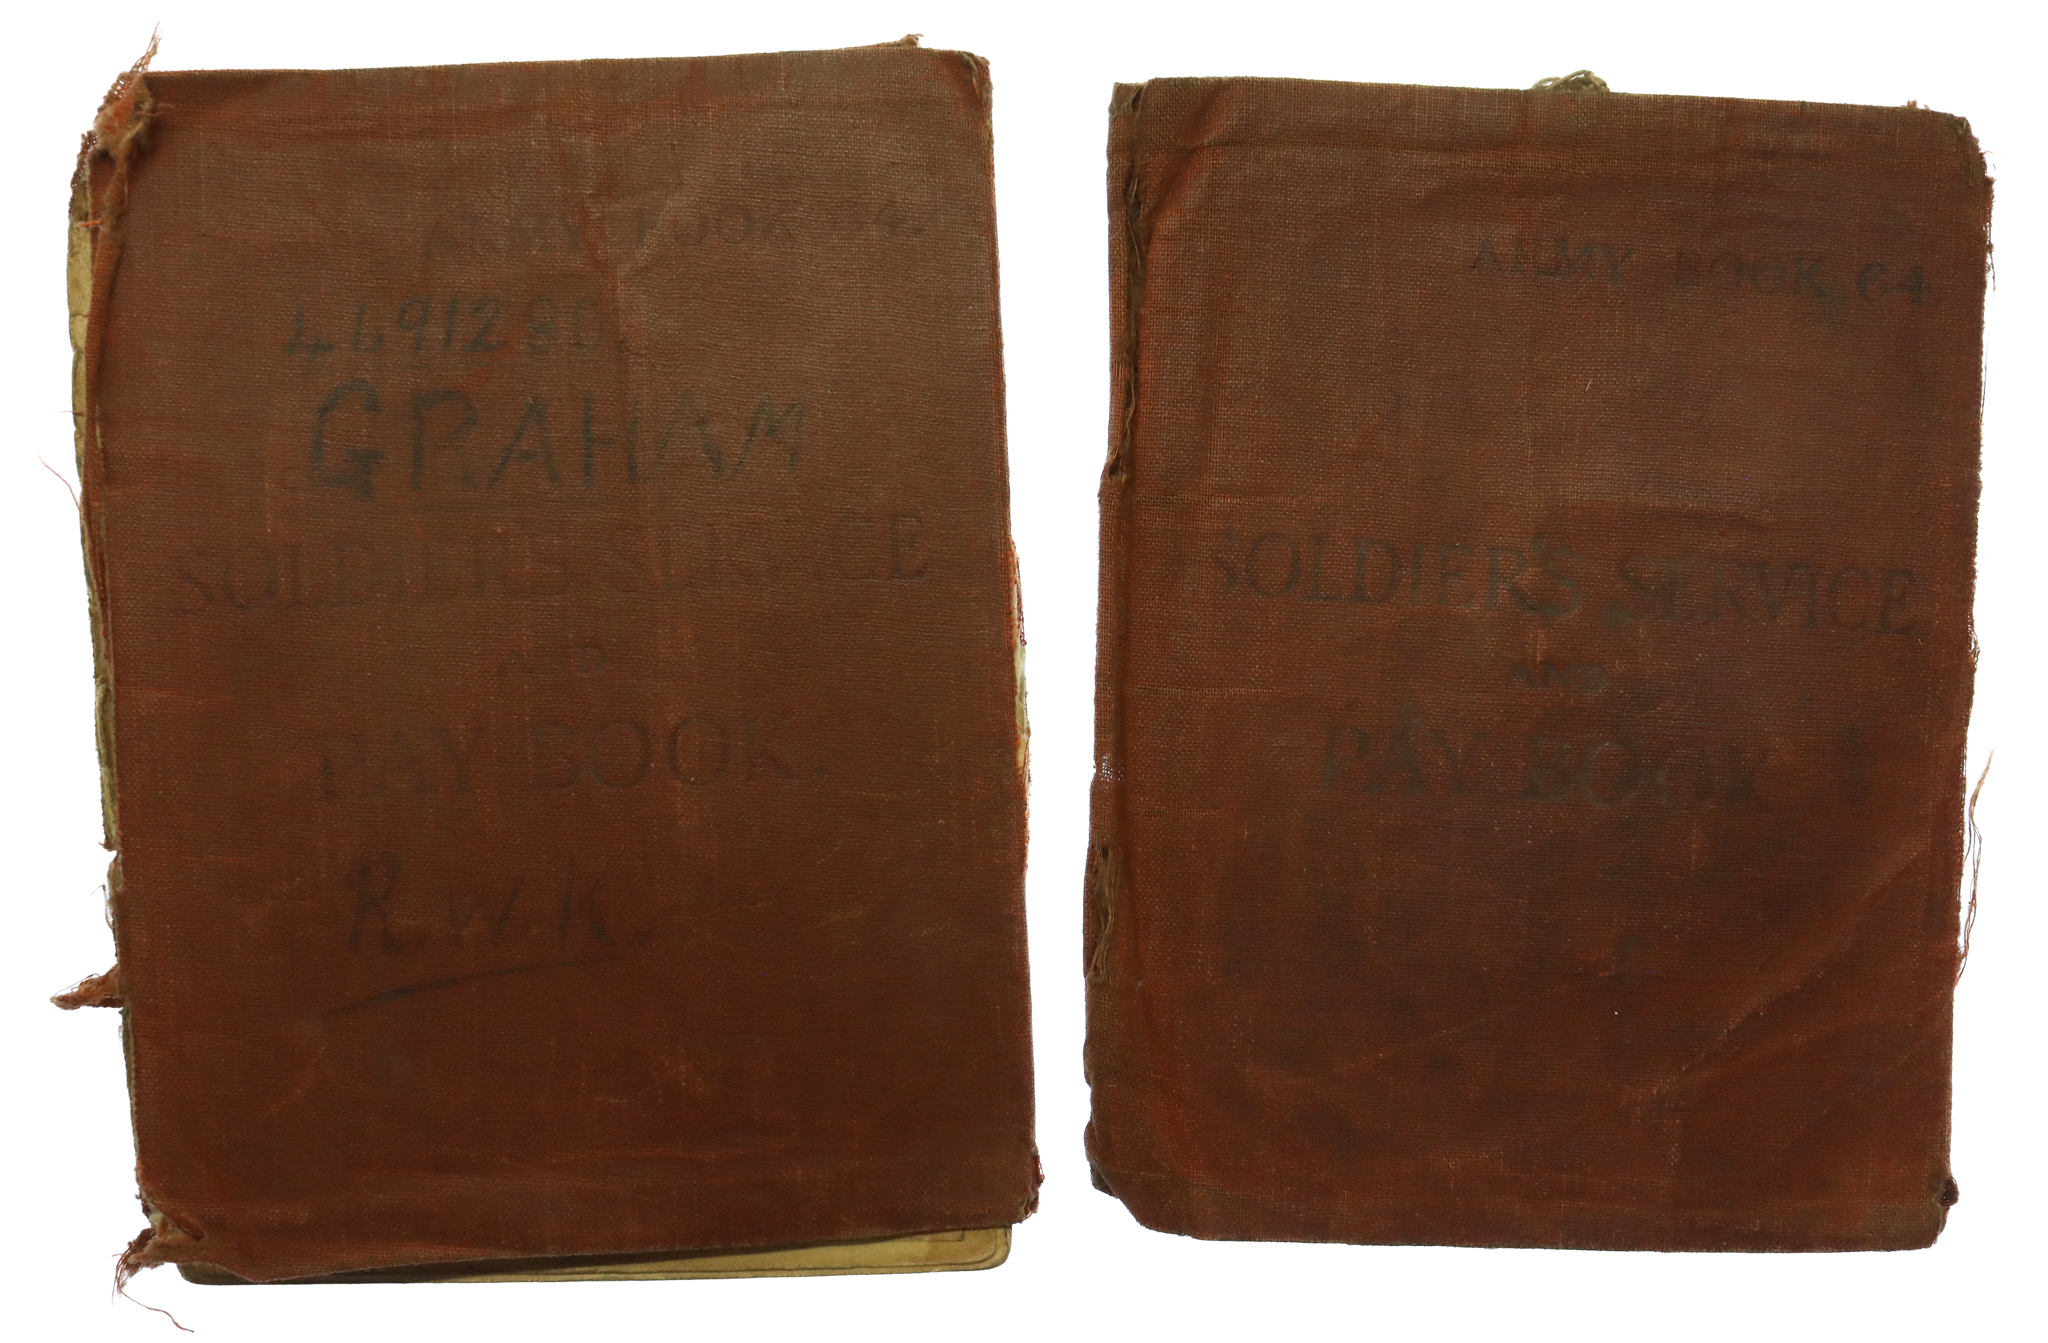 ARMY BOOK 64.
4691280.
GRAHAM
SOLDIER'S SERVICE
AND
PAY BOOK.
R.W.K.
ARMY BOOK 64.
SOLDIER'S SERVICE
AND
PAY BOOK